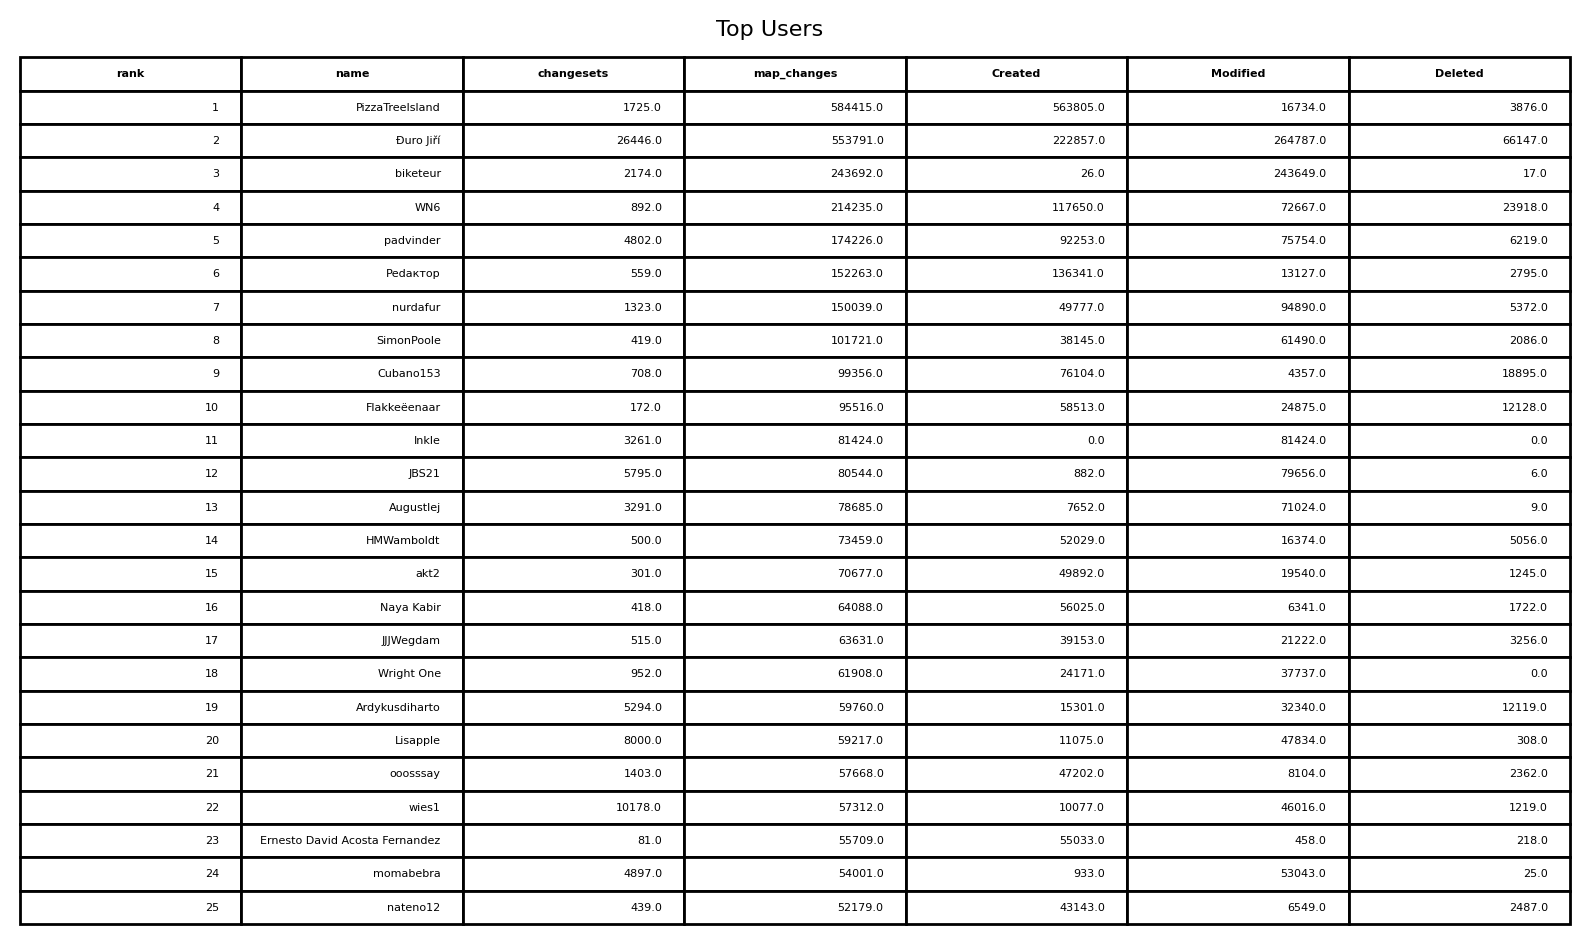 Top Users
rank name changesets map_changes Created Modified Deleted
1 PizzaTreeIsland 1725.0 584415.0 563805.0 16734.0 3876.0
2 Đuro Jiří 26446.0 553791.0 222857.0 264787.0 66147.0
3 biketeur 2174.0 243692.0 26.0 243649.0 17.0
4 WN6 892.0 214235.0 117650.0 72667.0 23918.0
5 padvinder 4802.0 174226.0 92253.0 75754.0 6219.0
6 Редактор 559.0 152263.0 136341.0 13127.0 2795.0
7 nurdafur 1323.0 150039.0 49777.0 94890.0 5372.0
8 SimonPoole 419.0 101721.0 38145.0 61490.0 2086.0
9 Cubano153 708.0 99356.0 76104.0 4357.0 18895.0
10 Flakkeëenaar 172.0 95516.0 58513.0 24875.0 12128.0
11 Inkle 3261.0 81424.0 0.0 81424.0 0.0
12 JBS21 5795.0 80544.0 882.0 79656.0 6.0
13 Augustlej 3291.0 78685.0 7652.0 71024.0 9.0
14 HMWamboldt 500.0 73459.0 52029.0 16374.0 5056.0
15 akt2 301.0 70677.0 49892.0 19540.0 1245.0
16 Naya Kabir 418.0 64088.0 56025.0 6341.0 1722.0
17 JJJWegdam 515.0 63631.0 39153.0 21222.0 3256.0
18 Wright One 952.0 61908.0 24171.0 37737.0 0.0
19 Ardykusdiharto 5294.0 59760.0 15301.0 32340.0 12119.0
20 Lisapple 8000.0 59217.0 11075.0 47834.0 308.0
21 ooosssay 1403.0 57668.0 47202.0 8104.0 2362.0
22 wies1 10178.0 57312.0 10077.0 46016.0 1219.0
23 Ernesto David Acosta Fernandez 81.0 55709.0 55033.0 458.0 218.0
24 momabebra 4897.0 54001.0 933.0 53043.0 25.0
25 nateno12 439.0 52179.0 43143.0 6549.0 2487.0